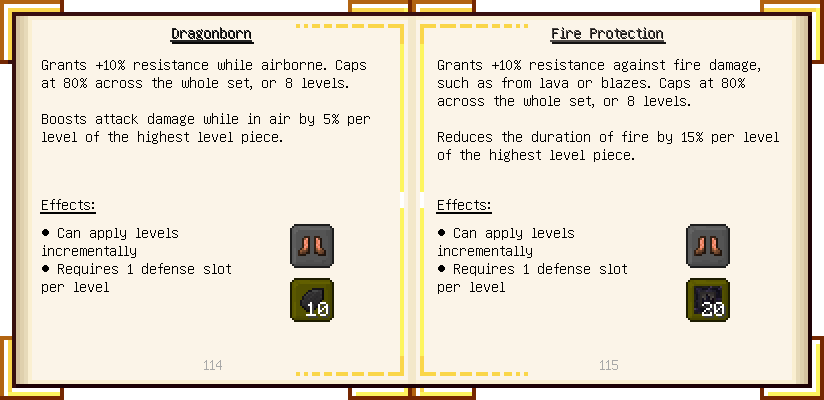 Dragonborn
Grants +10% resistance while airborne. Caps
at 80% across the whole set, or 8 levels.
Boosts attack damage while in air by 5% per
level of the highest level piece.
Effects:
● Can apply levels
incrementally
● Requires 1 defense slot
per level
10
114
Fire Protection
Grants +10% resistance against fire damage,
such as from lava or blazes. Caps at 80%
across the whole set, or 8 levels.
Reduces the duration of fire by 15% per level
of the highest level piece.
Effects:
● Can apply levels
incrementally
● Requires 1 defense slot
per level
20
115